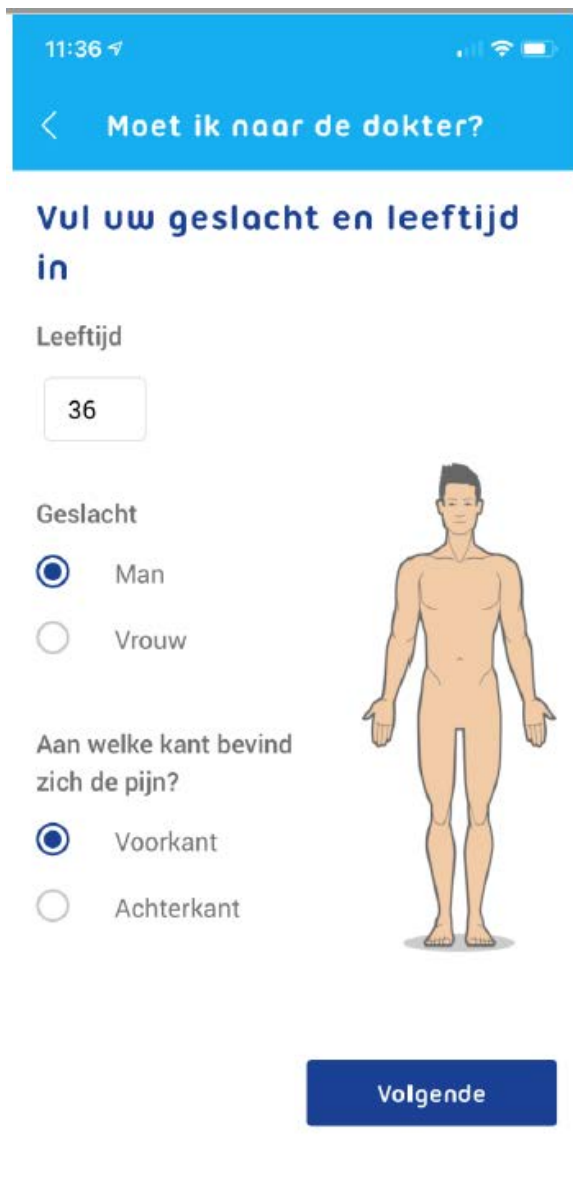 11:36
Moet ik naar de dokter?
Vul uw geslacht en leeftijd
in
Leeftijd
36
Geslacht
Man
Vrouw
Aan welke kant bevind
zich de pijn?
Voorkant
Achterkant
Volgende